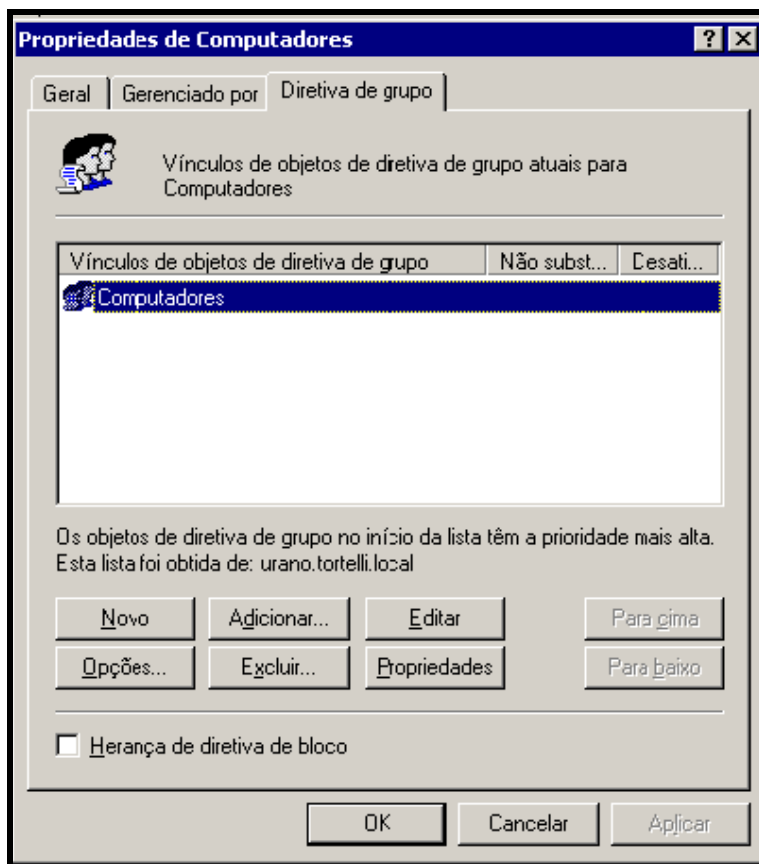 Propriedades de Computadores
Geral Gerenciado por Diretiva de grupo
Vínculos de objetos de diretiva de grupo atuais para
Computadores
Vínculos de objetos de diretiva de grupo Não subst... Desati...
Computadores
Os objetos de diretiva de grupo no início da lista têm a prioridade mais alta.
Esta lista foi obtida de: urano.tortelli.local
Novo Adicionar... Editar Para cima
Opções... Excluir... Propriedades Para baixo
Herança de diretiva de bloco
OK Cancelar Aplicar